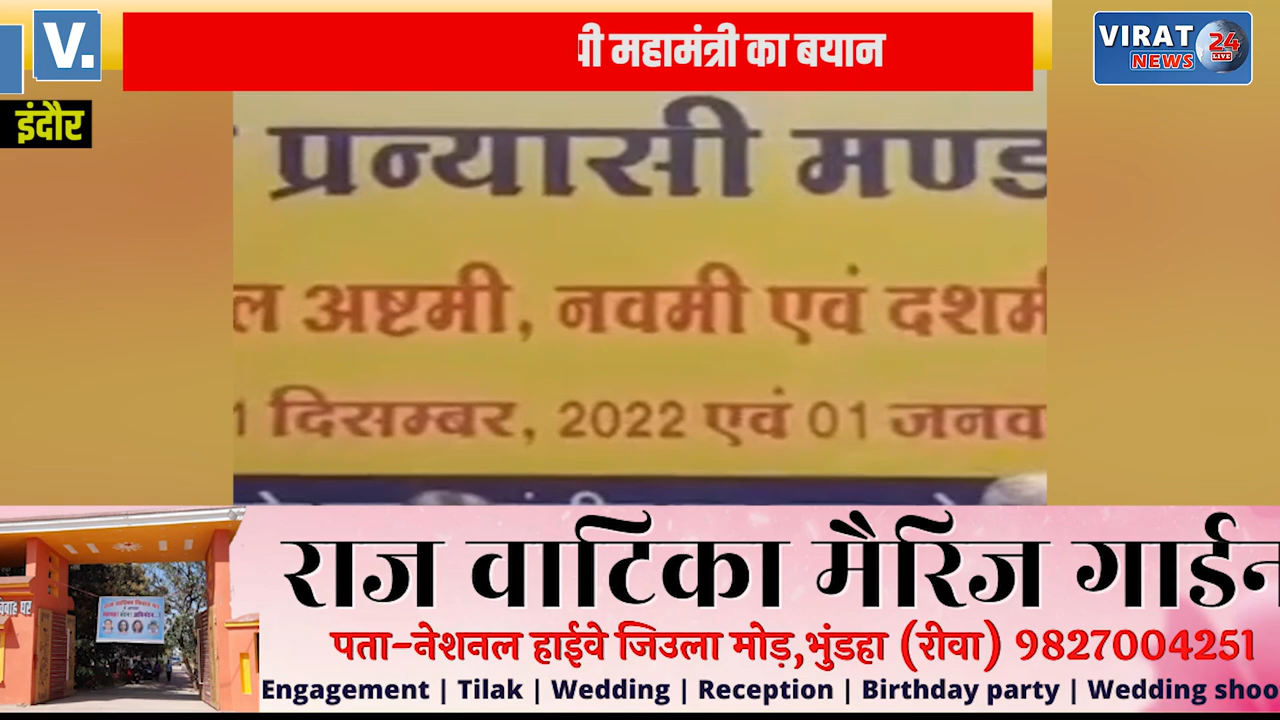 V.
महामंत्री का बयान
VIRAT 24
NEWS LIVE
इंदौर
प्रन्यासी मण्ड
ल अष्टमी, नवमी एवं दशमी
1 दिसम्बर, 2022 एवं 01 जनव
राज वाटिका मैरिज गार्डन
पता-नेशनल हाईवे जिउला मोड़,भुंडहा (रीवा) 9827004251
Engagement | Tilak | Wedding | Reception | Birthday party | Wedding shoo